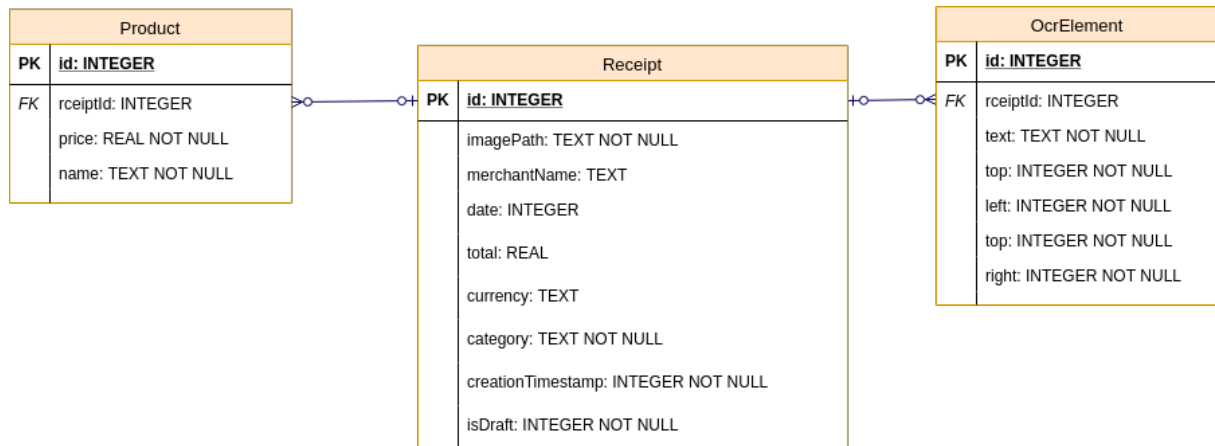 Product
PK id: INTEGER
FK rceiptId: INTEGER
price: REAL NOT NULL
name: TEXT NOT NULL
Receipt
PK id: INTEGER
imagePath: TEXT NOT NULL
merchantName: TEXT
date: INTEGER
total: REAL
currency: TEXT
category: TEXT NOT NULL
creationTimestamp: INTEGER NOT NULL
isDraft: INTEGER NOT NULL
OcrElement
PK id: INTEGER
FK rceiptId: INTEGER
text: TEXT NOT NULL
top: INTEGER NOT NULL
left: INTEGER NOT NULL
top: INTEGER NOT NULL
right: INTEGER NOT NULL